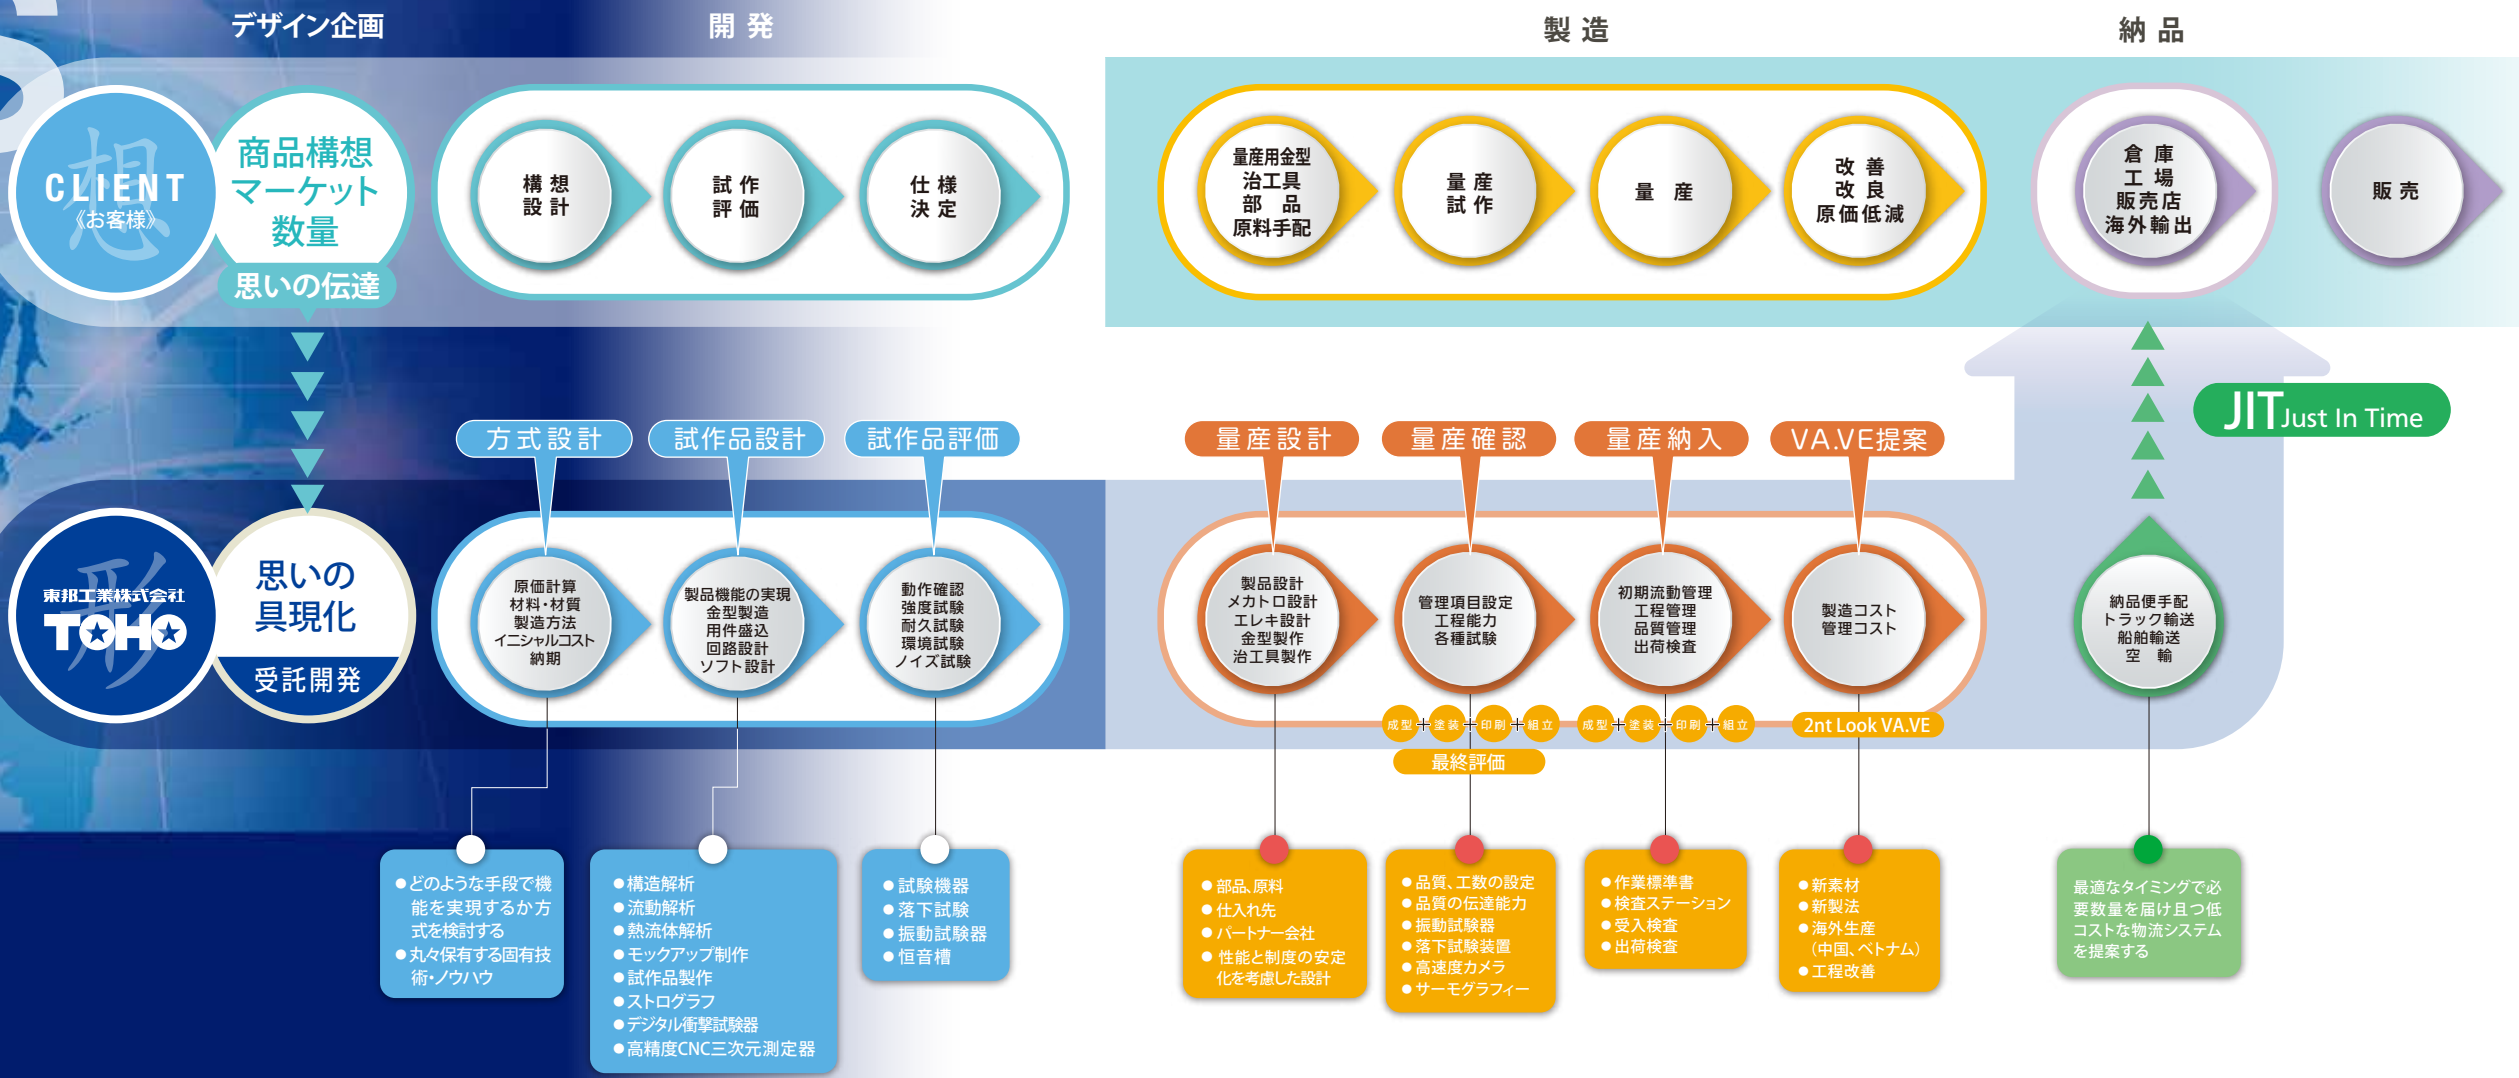 デザイン企画
開発
製造
納品
想
CLIENT
《お客様》
商品構想
マーケット
数量
思いの伝達
構想
設計
試作
評価
仕様
決定
量産用金型
治工具
部　品
原料手配
量産
試作
量　産
改善
改良
原価低減
倉庫
工場
販売店
海外輸出
販売
JIT Just In Time
形
東邦工業株式会社
TOHO
思いの
具現化
受託開発
方式設計
試作品設計
試作品評価
量産設計
量産確認
量産納入
VA.VE提案
原価計算
材料・材質
製造方法
イニシャルコスト
納期
製品機能の実現
金型製造
用件盛込
回路設計
ソフト設計
動作確認
強度試験
耐久試験
環境試験
ノイズ試験
製品設計
メカトロ設計
エレキ設計
金型製作
治工具製作
管理項目設定
工程能力
各種試験
初期流動管理
工程管理
品質管理
出荷検査
製造コスト
管理コスト
納品便手配
トラック輸送
船舶輸送
空　輸
成型+塗装+印刷+組立
最終評価
成型+塗装+印刷+組立
2nt Look VA.VE
●どのような手段で機
能を実現するか方
式を検討する
●丸々保有する固有技
術・ノウハウ
●構造解析
●流動解析
●熱流体解析
●モックアップ制作
●試作品製作
●ストログラフ
●デジタル衝撃試験器
●高精度CNC三次元測定器
●試験機器
●落下試験
●振動試験器
●恒音槽
●部品、原料
●仕入れ先
●パートナー会社
●性能と制度の安定
化を考慮した設計
●品質、工数の設定
●品質の伝達能力
●振動試験器
●落下試験装置
●高速度カメラ
●サーモグラフィー
●作業標準書
●検査ステーション
●受入検査
●出荷検査
●新素材
●新製法
●海外生産
（中国、ベトナム）
●工程改善
最適なタイミングで必
要数量を届け且つ低
コストな物流システム
を提案する